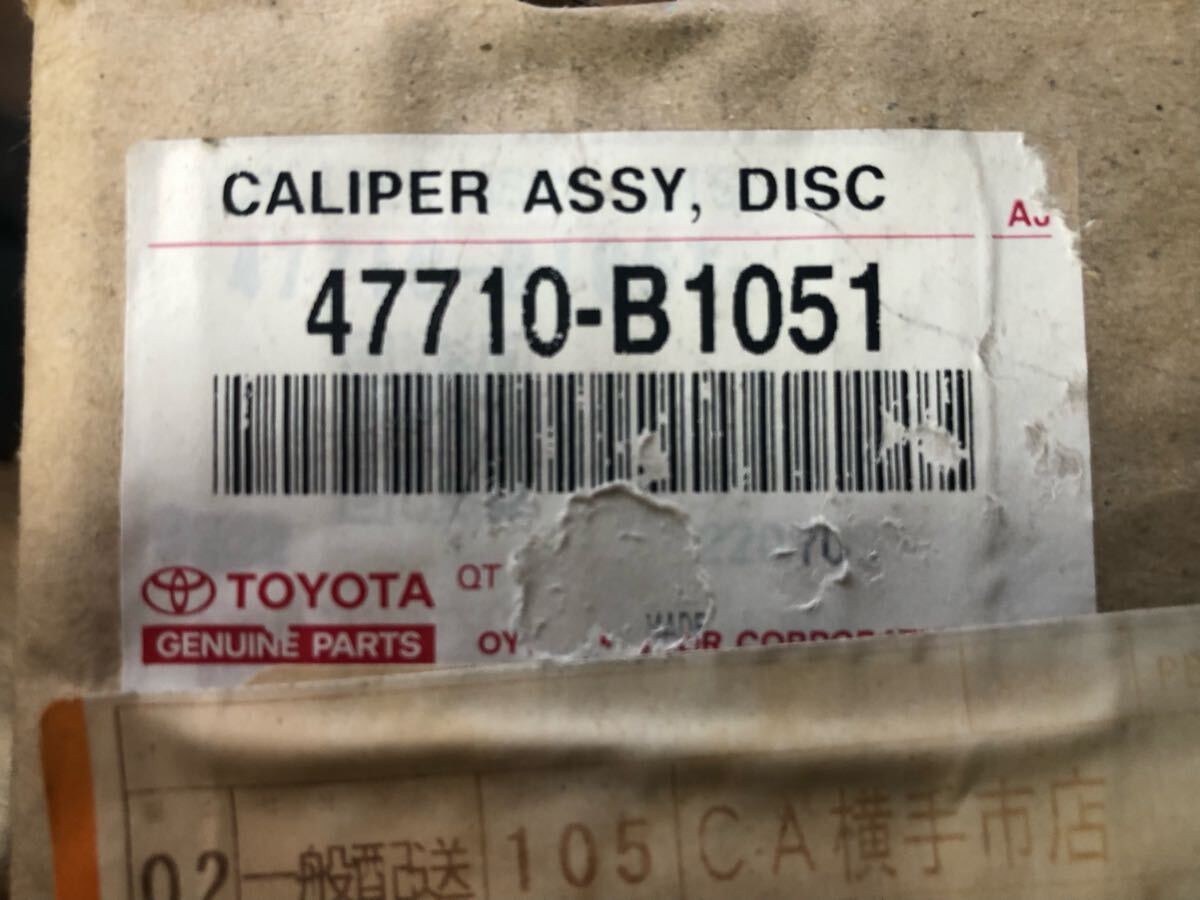 CALIPER ASSY, DISC
47710-B1051
TOYOTA QT
GENUINE PARTS
MADE
02 一般配送 105 CA横手市店